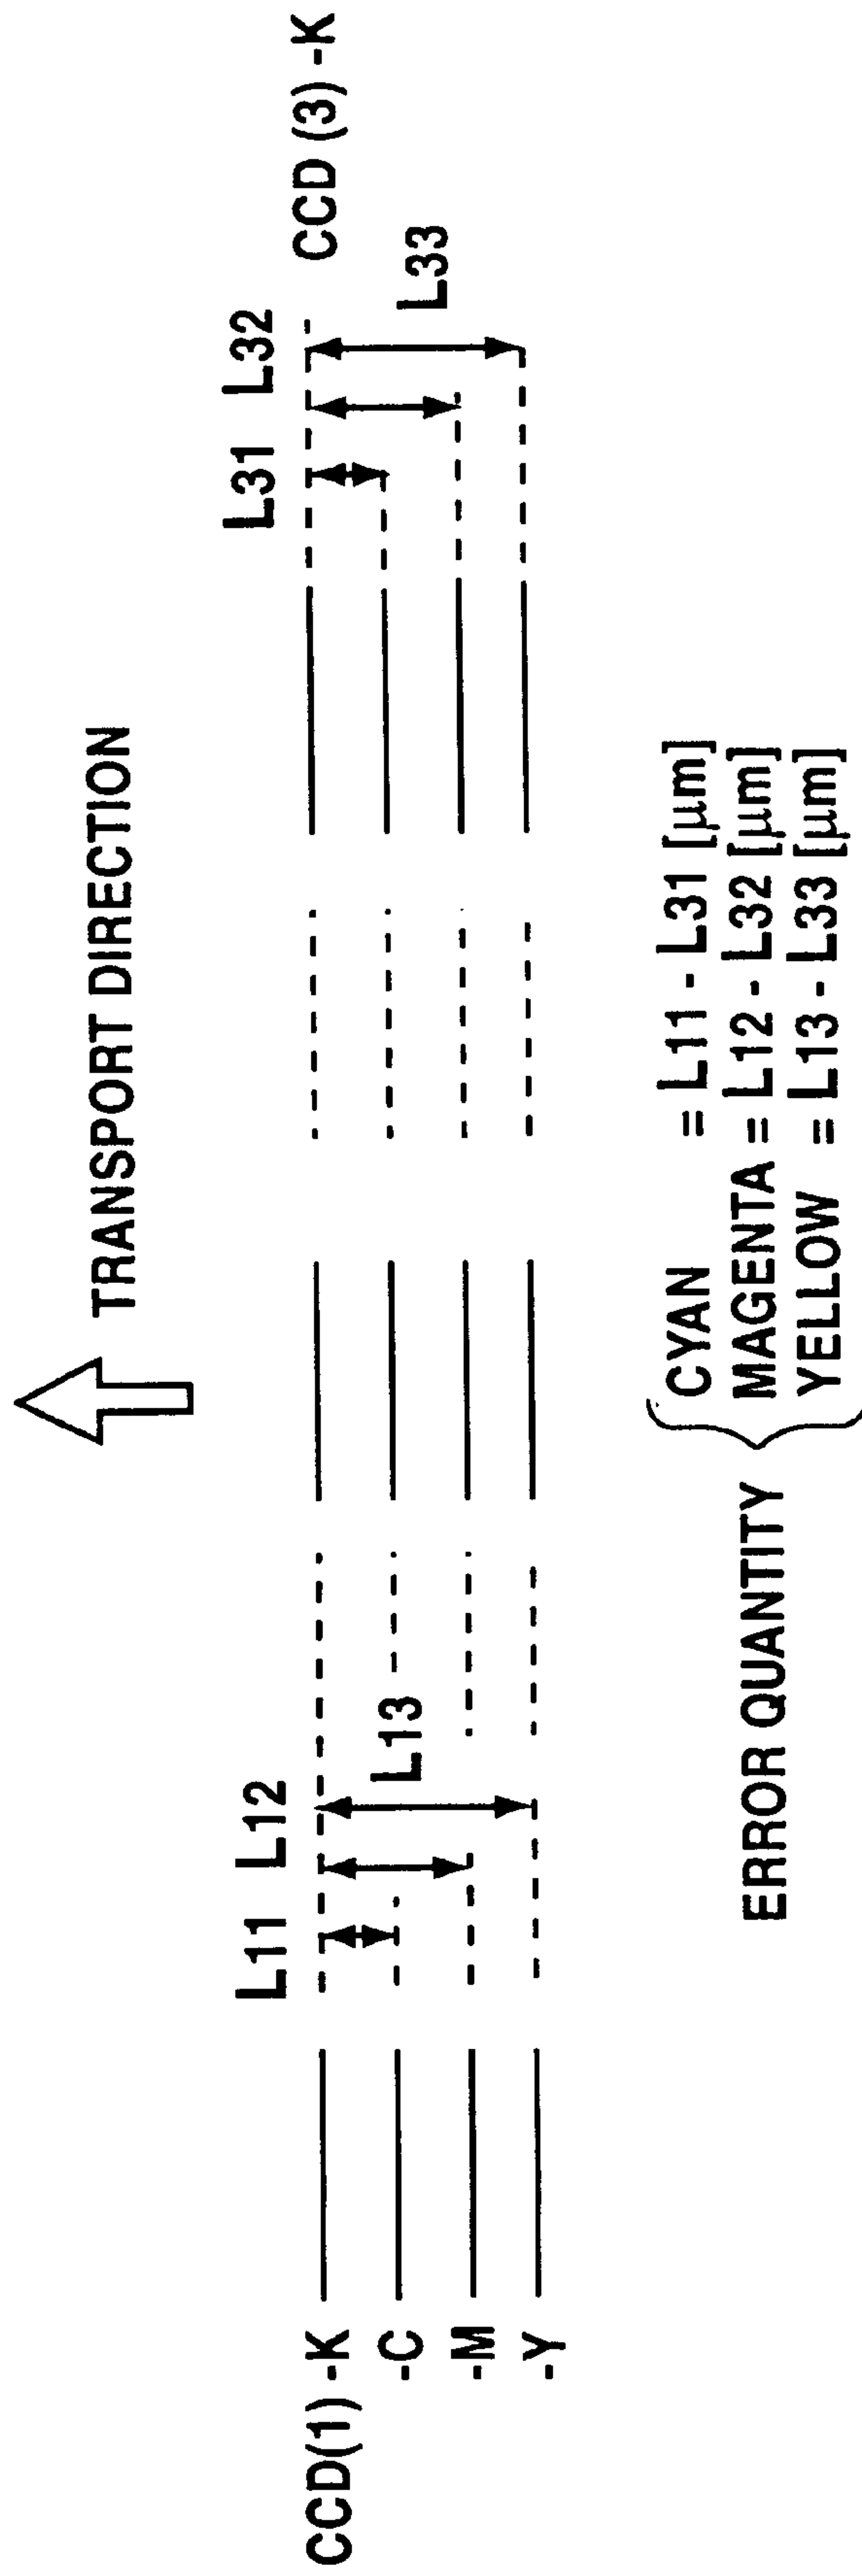 TRANSPORT DIRECTION
L11 L12
L13
L31 L32
L33
CCD (3) -K
CCD(1) -K
-C
-M
-Y
ERROR QUANTITY
CYAN = L11 - L31 [μm]
MAGENTA = L12 - L32 [μm]
YELLOW = L13 - L33 [μm]